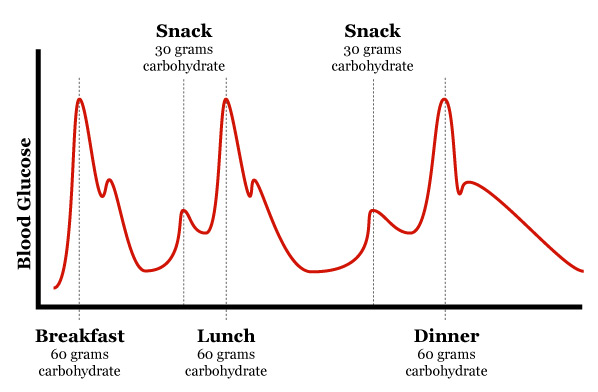 Snack
30 grams
carbohydrate
Snack
30 grams
carbohydrate
Blood Glucose
Breakfast
60 grams
carbohydrate
Lunch
60 grams
carbohydrate
Dinner
60 grams
carbohydrate